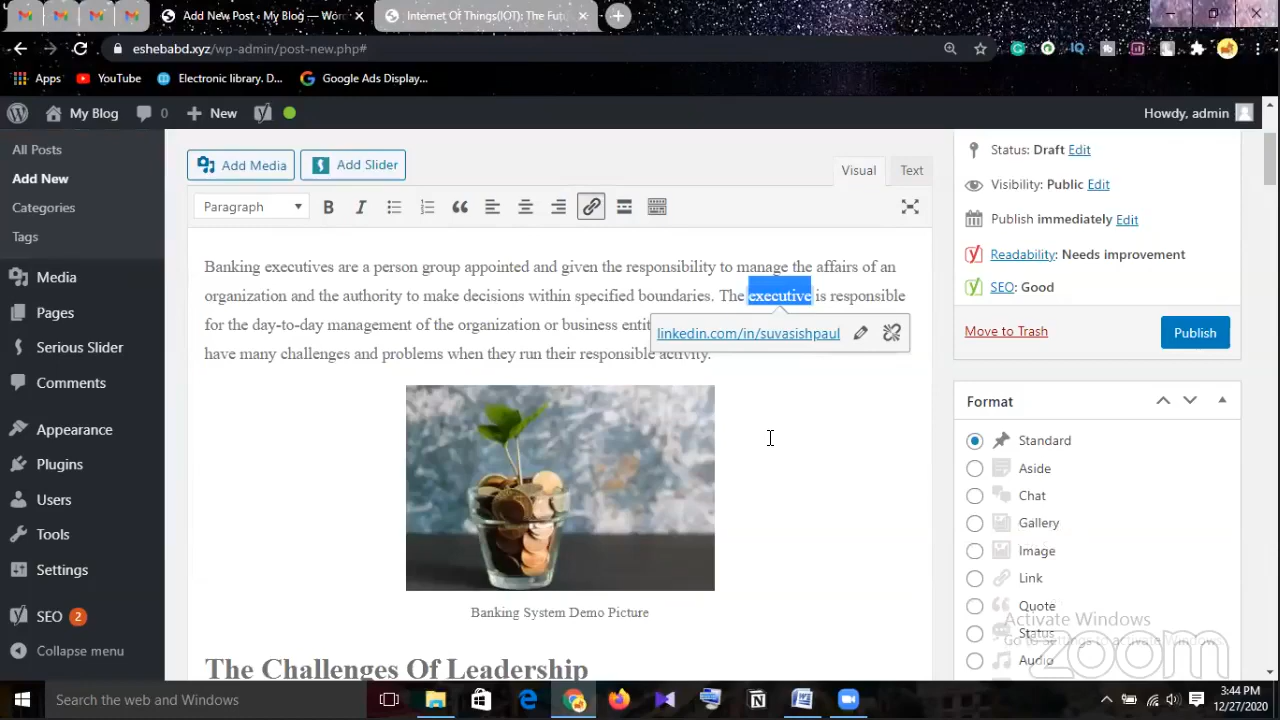 Add New Post ‹ My Blog — Wor
Internet Of Things(IOT): The Futu
eshebabd.xyz/wp-admin/post-new.php#
Apps
YouTube
Electronic library. D...
Google Ads Display...
My Blog
0
New
Howdy, admin
All Posts
Add New
Categories
Tags
Media
Pages
Serious Slider
Comments
Appearance
Plugins
Users
Tools
Settings
SEO 2
Collapse menu
Add Media
Add Slider
Visual
Text
Paragraph
B
I
Banking executives are a person group appointed and given the responsibility to manage the affairs of an
organization and the authority to make decisions within specified boundaries. The executive is responsible
for the day-to-day management of the organization or business
linkedin.com/in/suvasishpaul
have many challenges and problems when they run their responsible activity.
Banking System Demo Picture
The Challenges Of Leadership
Status: Draft Edit
Visibility: Public Edit
Publish immediately Edit
Readability: Needs improvement
SEO: Good
Move to Trash
Publish
Format
Standard
Aside
Chat
Gallery
Image
Link
Quote
Status
Audio
Activate Windows
Go to Settings to activate Windows.
zoom
Search the web and Windows
3:44 PM
12/27/2020